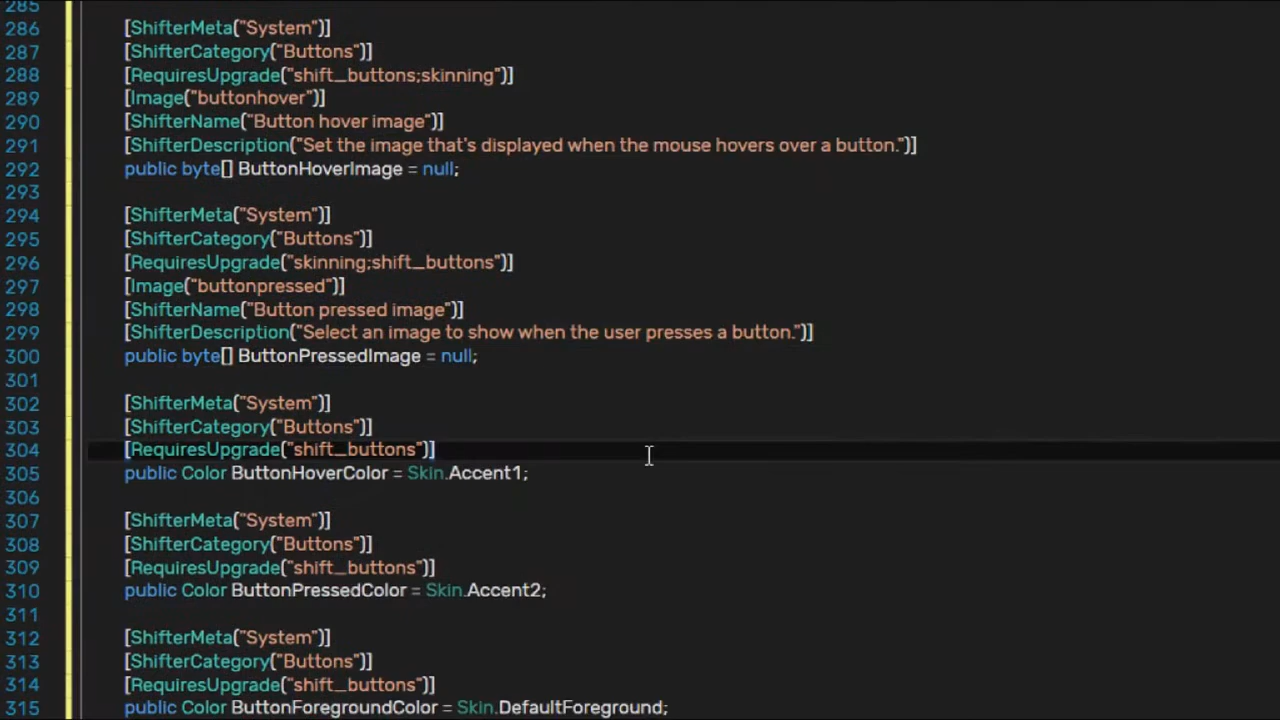 285
286 [ShifterMeta("System")]
287 [ShifterCategory("Buttons")]
288 [RequiresUpgrade("shift_buttons;skinning")]
289 [Image("buttonhover")]
290 [ShifterName("Button hover image")]
291 [ShifterDescription("Set the image that's displayed when the mouse hovers over a button.")]
292 public byte[] ButtonHoverImage = null;
293
294 [ShifterMeta("System")]
295 [ShifterCategory("Buttons")]
296 [RequiresUpgrade("skinning;shift_buttons")]
297 [Image("buttonpressed")]
298 [ShifterName("Button pressed image")]
299 [ShifterDescription("Select an image to show when the user presses a button.")]
300 public byte[] ButtonPressedImage = null;
301
302 [ShifterMeta("System")]
303 [ShifterCategory("Buttons")]
304 [RequiresUpgrade("shift_buttons")]
305 public Color ButtonHoverColor = Skin.Accent1;
306
307 [ShifterMeta("System")]
308 [ShifterCategory("Buttons")]
309 [RequiresUpgrade("shift_buttons")]
310 public Color ButtonPressedColor = Skin.Accent2;
311
312 [ShifterMeta("System")]
313 [ShifterCategory("Buttons")]
314 [RequiresUpgrade("shift_buttons")]
315 public Color ButtonForegroundColor = Skin.DefaultForeground;